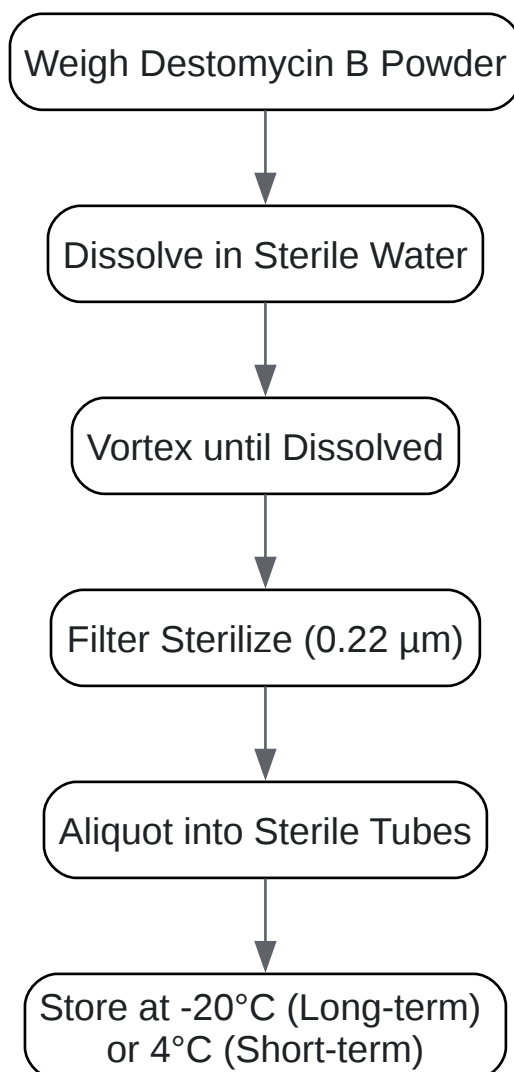 Weigh Destomycin B Powder
Dissolve in Sterile Water
Vortex until Dissolved
Filter Sterilize (0.22 µm)
Aliquot into Sterile Tubes
Store at -20°C (Long-term)
or 4°C (Short-term)